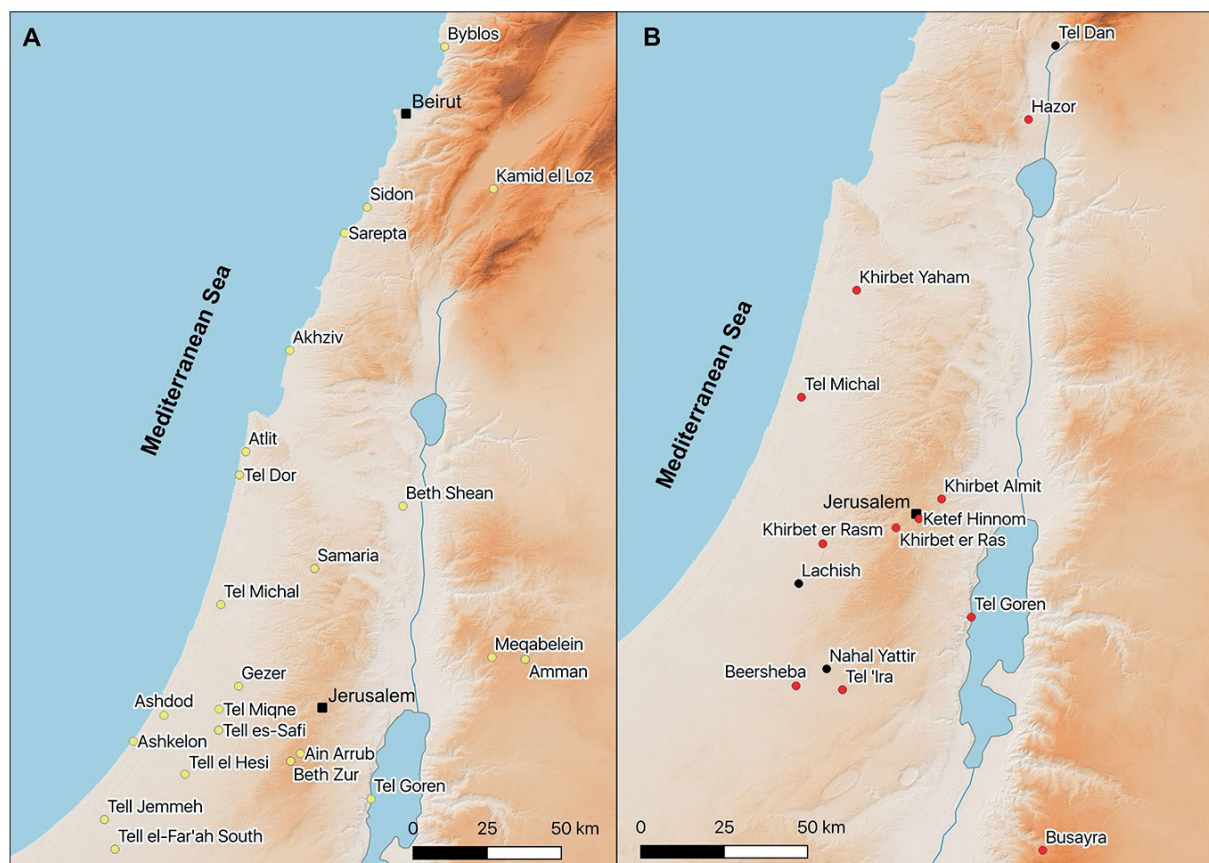 A
Byblos
Beirut
Kamid el Loz
Sidon
Sarepta
Mediterranean Sea
Akhziv
Atlit
Tel Dor
Beth Shean
Samaria
Tel Michal
Meqabelein
Amman
Gezer
Jerusalem
Ashdod
Tel Miqne
Tell es-Safi
Ashkelon
Ain Arrub
Tell el Hesi
Beth Zur
Tel Goren
Tell Jemmeh
Tell el-Far'ah South
0 25 50 km
B
Tel Dan
Hazor
Khirbet Yaham
Mediterranean Sea
Tel Michal
Khirbet Almit
Jerusalem
Ketef Hinnom
Khirbet er Rasm
Khirbet er Ras
Lachish
Tel Goren
Nahal Yattir
Beersheba
Tel 'Ira
0 25 50 km
Busayra